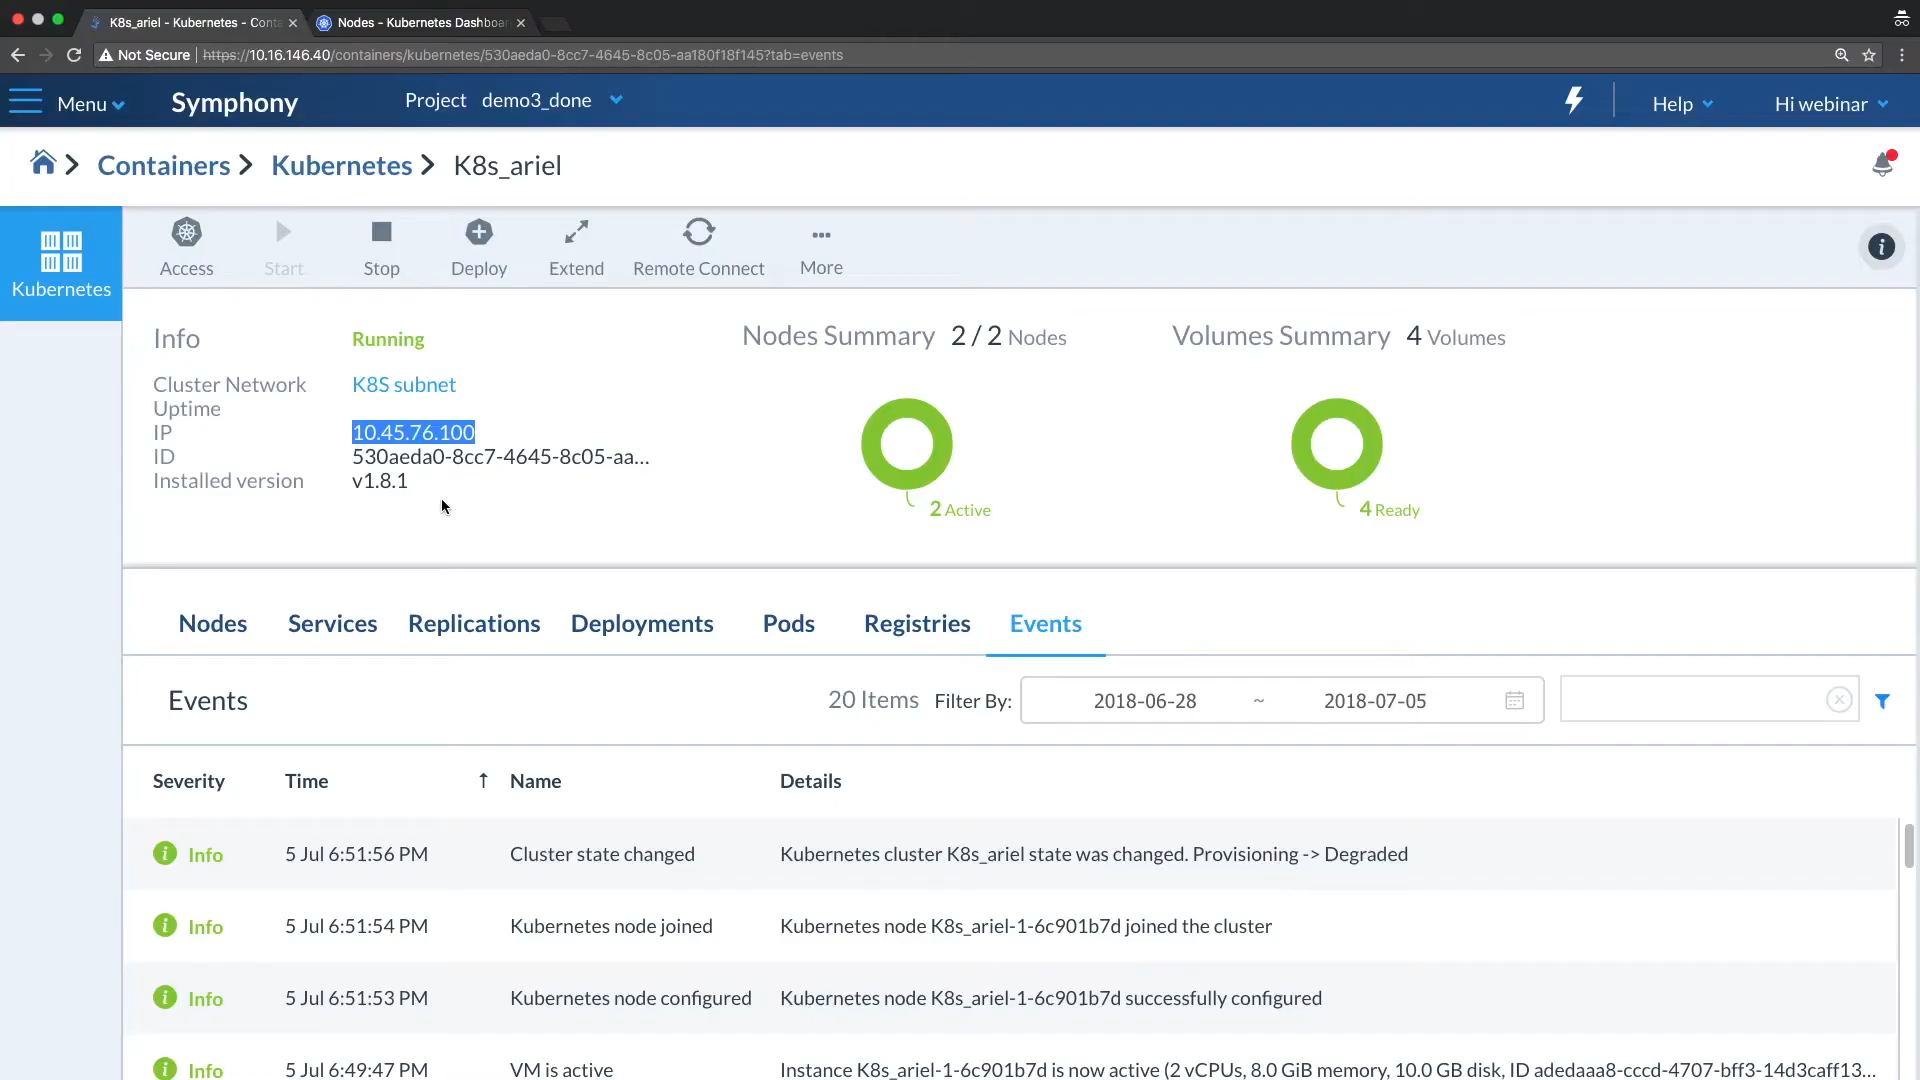 K8s_ariel - Kubernetes - Conta
Nodes - Kubernetes Dashboar
Not Secure https://10.16.146.40/containers/kubernetes/530aeda0-8cc7-4645-8c05-aa180f18f145?tab=events
Menu Symphony Project demo3_done Help Hi webinar
Containers Kubernetes K8s_ariel
Kubernetes
Access Start Stop Deploy Extend Remote Connect More
Info Running
Cluster Network K8S subnet
Uptime
IP 10.45.76.100
ID 530aeda0-8cc7-4645-8c05-aa...
Installed version v1.8.1
Nodes Summary 2 / 2 Nodes
2 Active
Volumes Summary 4 Volumes
4 Ready
Nodes Services Replications Deployments Pods Registries Events
Events 20 Items Filter By: 2018-06-28 ~ 2018-07-05
Severity Time ↑ Name Details
Info 5 Jul 6:51:56 PM Cluster state changed Kubernetes cluster K8s_ariel state was changed. Provisioning -> Degraded
Info 5 Jul 6:51:54 PM Kubernetes node joined Kubernetes node K8s_ariel-1-6c901b7d joined the cluster
Info 5 Jul 6:51:53 PM Kubernetes node configured Kubernetes node K8s_ariel-1-6c901b7d successfully configured
Info 5 Jul 6:49:47 PM VM is active Instance K8s_ariel-1-6c901b7d is now active (2 vCPUs, 8.0 GiB memory, 10.0 GB disk, ID adedaaa8-cccd-4707-bff3-14d3caff13...